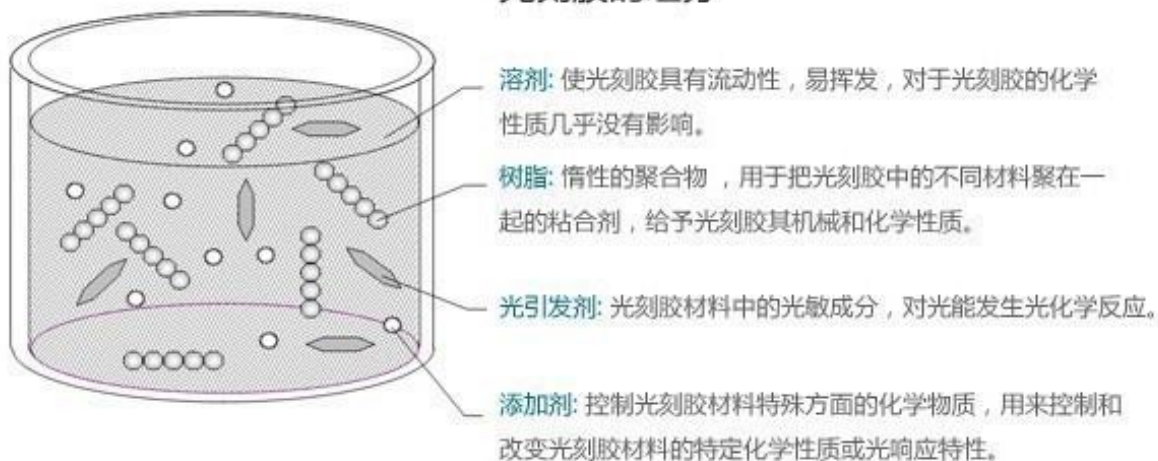 溶剂: 使光刻胶具有流动性，易挥发，对于光刻胶的化学
性质几乎没有影响。
树脂: 惰性的聚合物 ，用于把光刻胶中的不同材料聚在一
起的粘合剂，给予光刻胶其机械和化学性质。
光引发剂: 光刻胶材料中的光敏成分，对光能发生光化学反应。
添加剂: 控制光刻胶材料特殊方面的化学物质，用来控制和
改变光刻胶材料的特定化学性质或光响应特性。